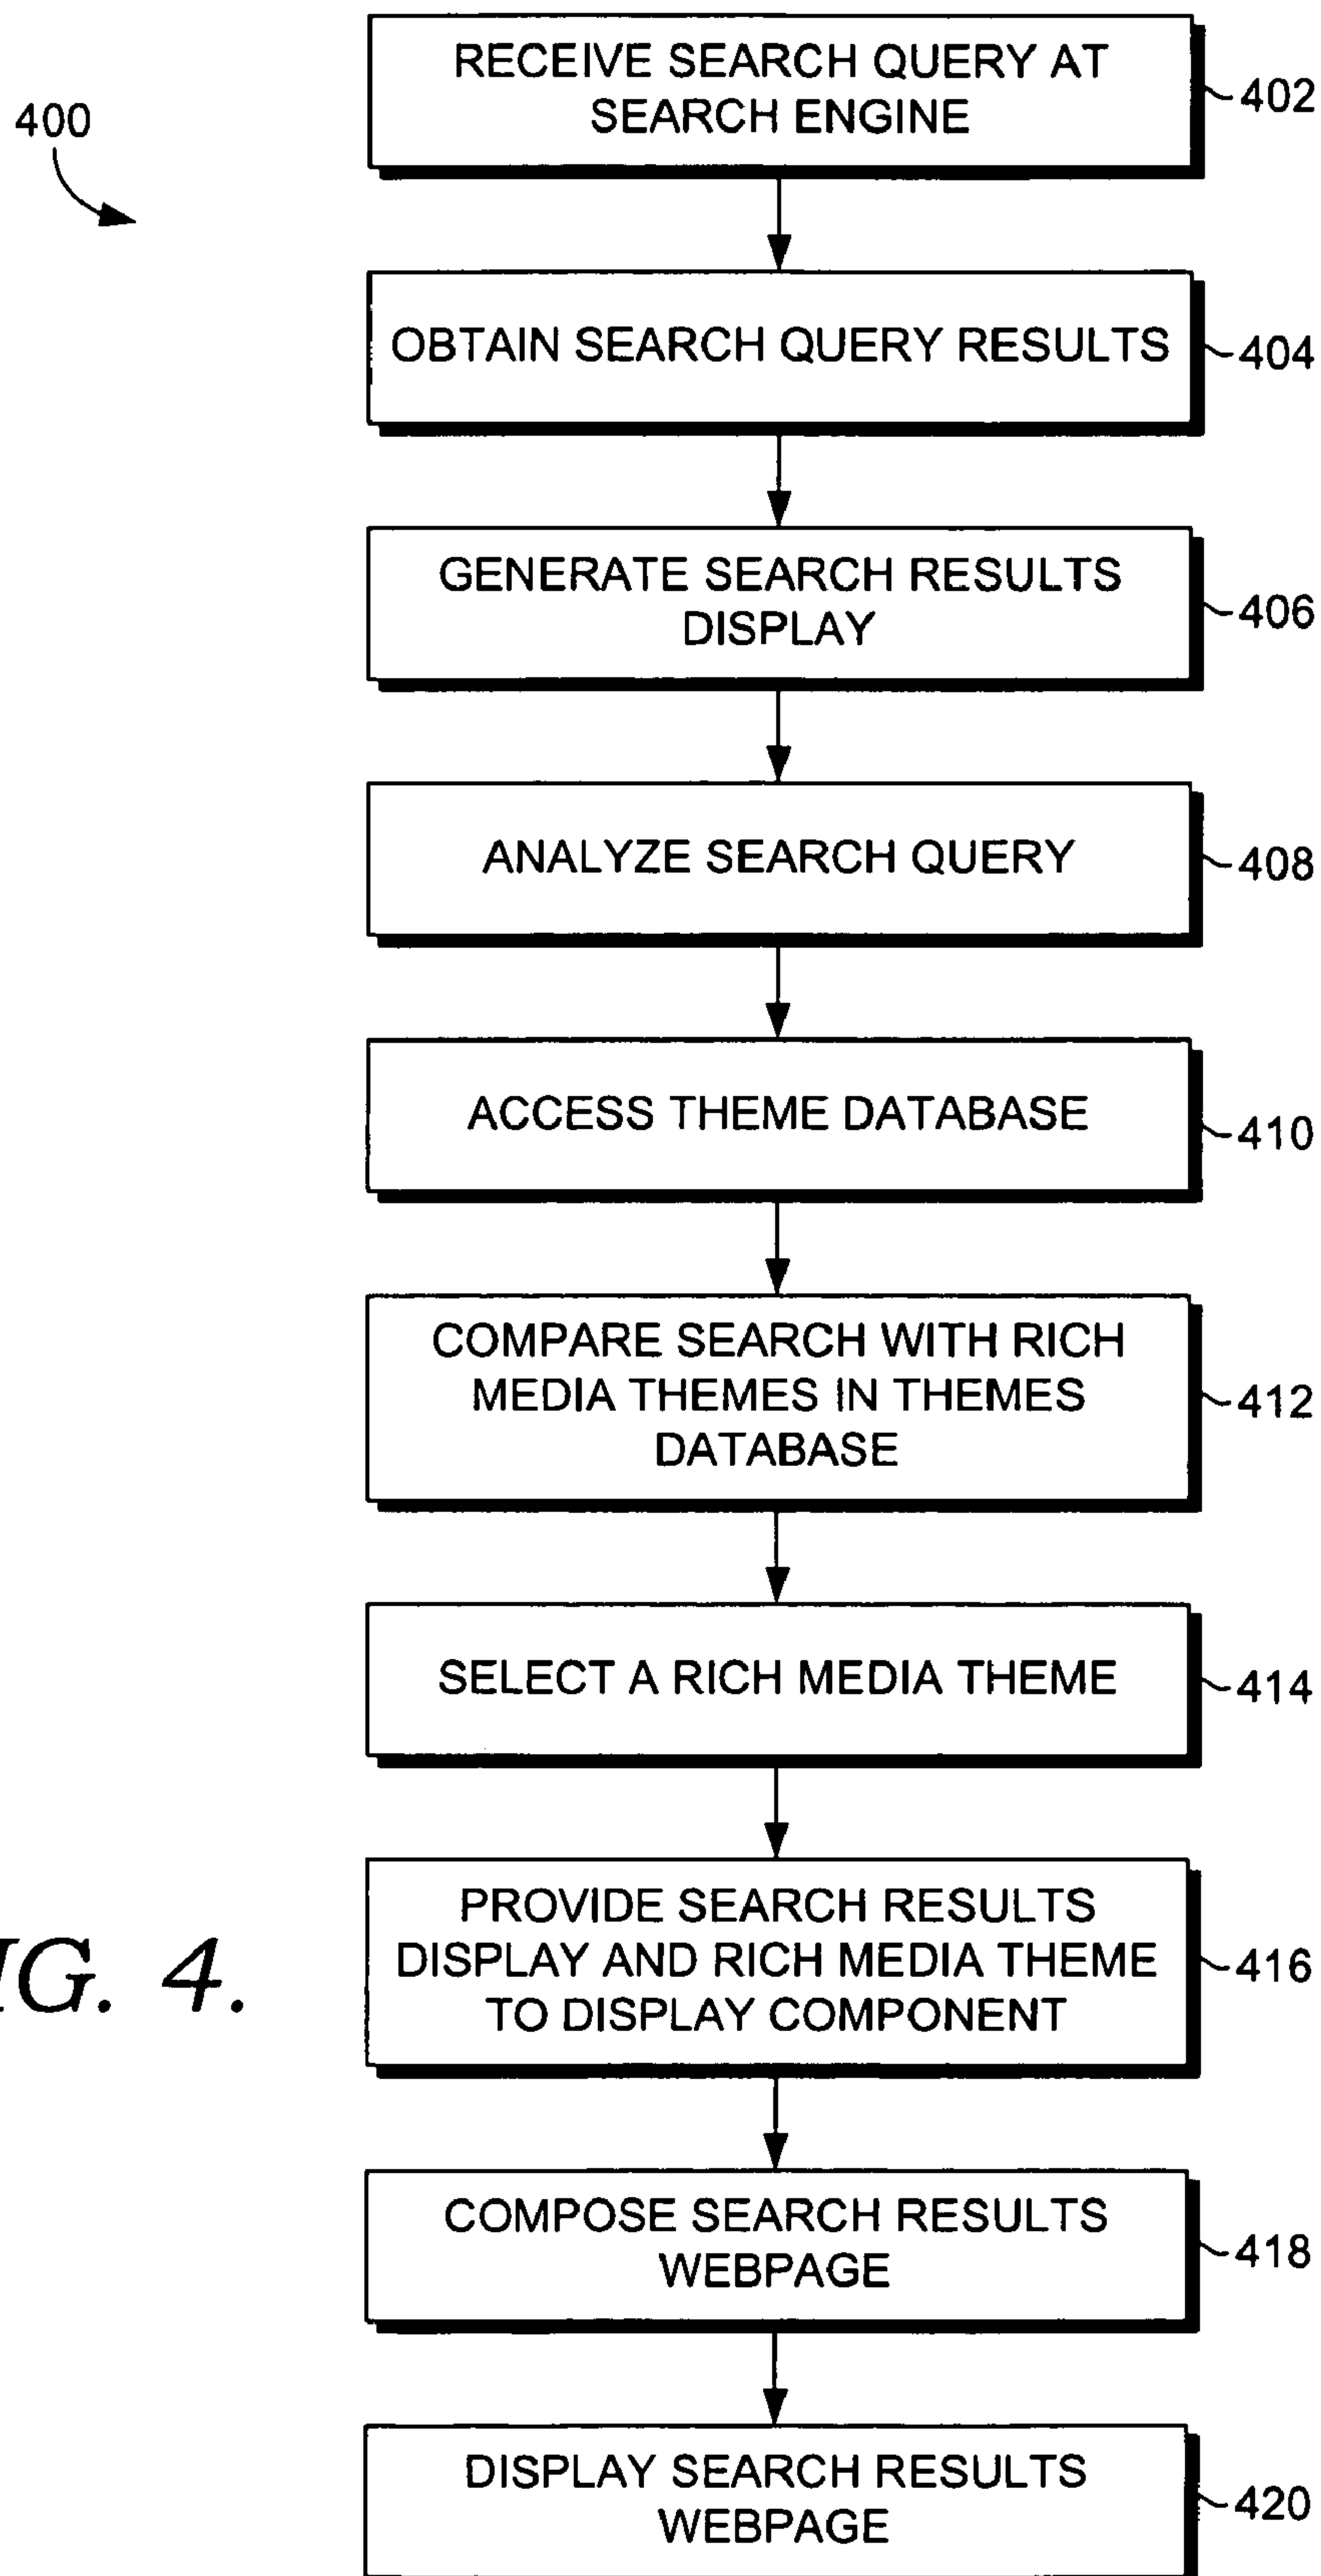 400
RECEIVE SEARCH QUERY AT
SEARCH ENGINE
402
OBTAIN SEARCH QUERY RESULTS
404
GENERATE SEARCH RESULTS
DISPLAY
406
ANALYZE SEARCH QUERY
408
ACCESS THEME DATABASE
410
COMPARE SEARCH WITH RICH
MEDIA THEMES IN THEMES
DATABASE
412
SELECT A RICH MEDIA THEME
414
PROVIDE SEARCH RESULTS
DISPLAY AND RICH MEDIA THEME
TO DISPLAY COMPONENT
416
COMPOSE SEARCH RESULTS
WEBPAGE
418
DISPLAY SEARCH RESULTS
WEBPAGE
420
IG. 4.